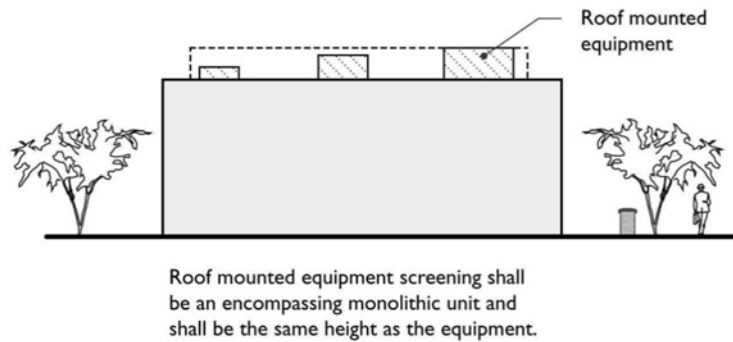 Roof mounted
equipment
Roof mounted equipment screening shall
be an encompassing monolithic unit and
shall be the same height as the equipment.